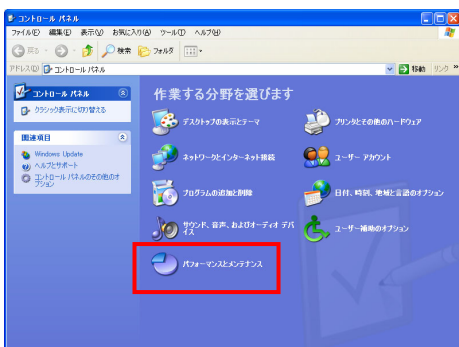 コントロール パネル
ファイル(F) 編集(E) 表示(V) お気に入り(A) ツール(T) ヘルプ(H)
戻る 検索 フォルダ
アドレス(D) コントロール パネル 移動 リンク »
コントロール パネル
クラシック表示に切り替える
関連項目
Windows Update
ヘルプとサポート
コントロール パネルのその他のオ
プション
作業する分野を選びます
デスクトップの表示とテーマ
プリンタとその他のハードウェア
ネットワークとインターネット接続
ユーザー アカウント
プログラムの追加と削除
日付、時刻、地域と言語のオプション
サウンド、音声、およびオーディオ デバ
イス
ユーザー補助のオプション
パフォーマンスとメンテナンス